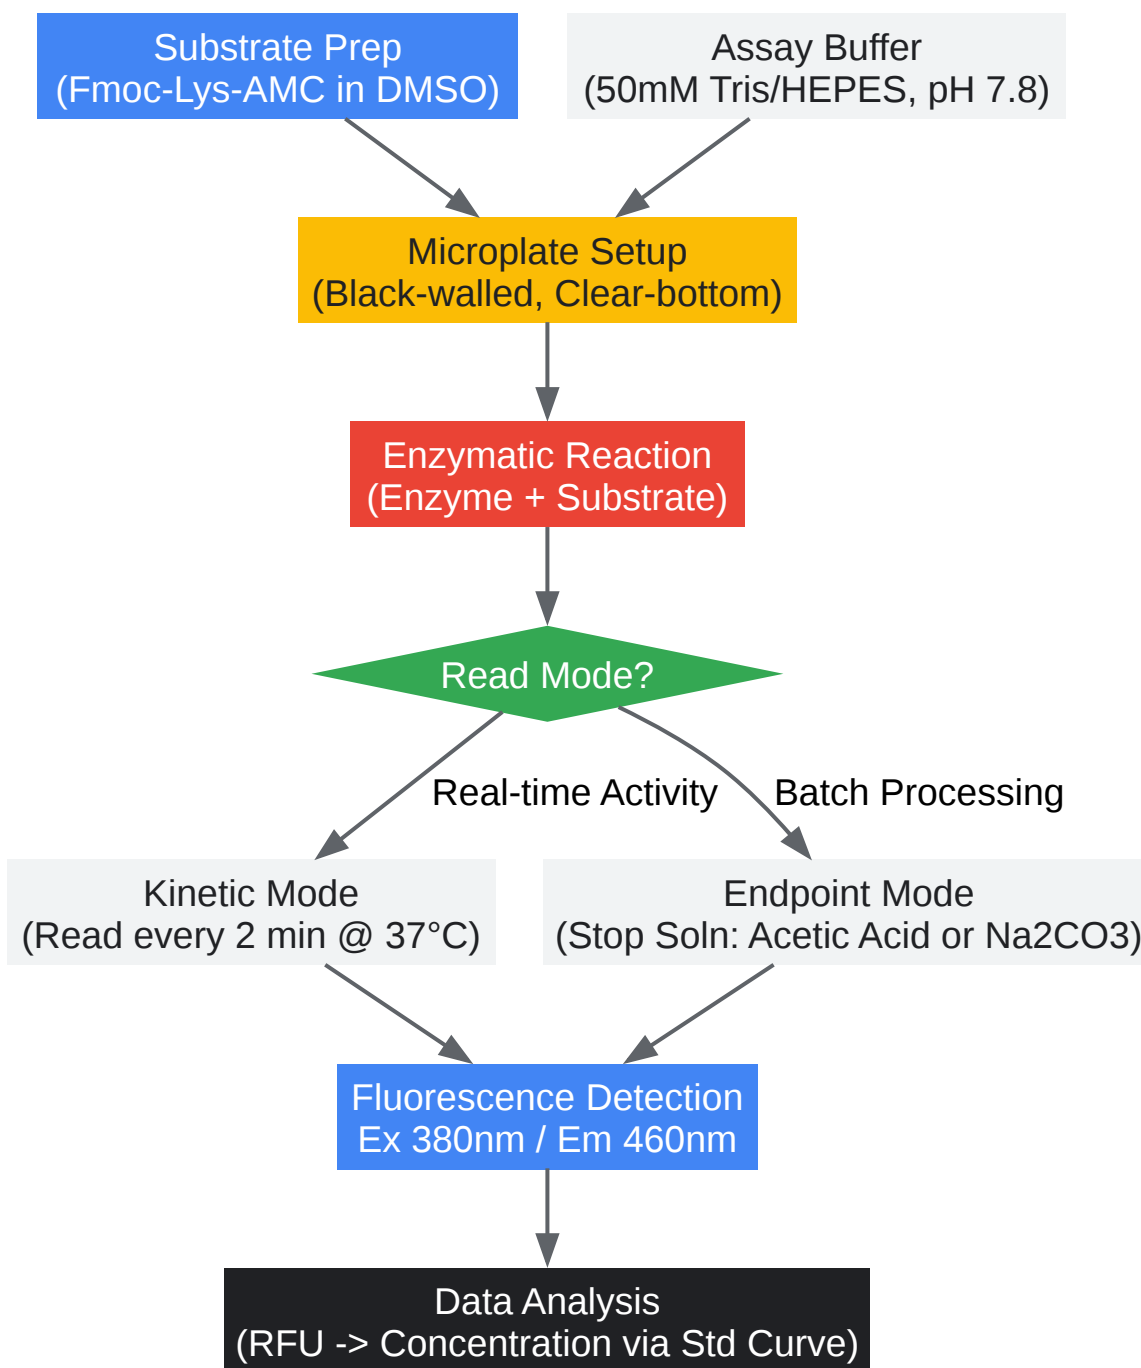 Substrate Prep
(Fmoc-Lys-AMC in DMSO)
Assay Buffer
(50mM Tris/HEPES, pH 7.8)
Microplate Setup
(Black-walled, Clear-bottom)
Enzymatic Reaction
(Enzyme + Substrate)
Read Mode?
Real-time Activity
Batch Processing
Kinetic Mode
(Read every 2 min @ 37°C)
Endpoint Mode
(Stop Soln: Acetic Acid or Na2CO3)
Fluorescence Detection
Ex 380nm / Em 460nm
Data Analysis
(RFU -> Concentration via Std Curve)